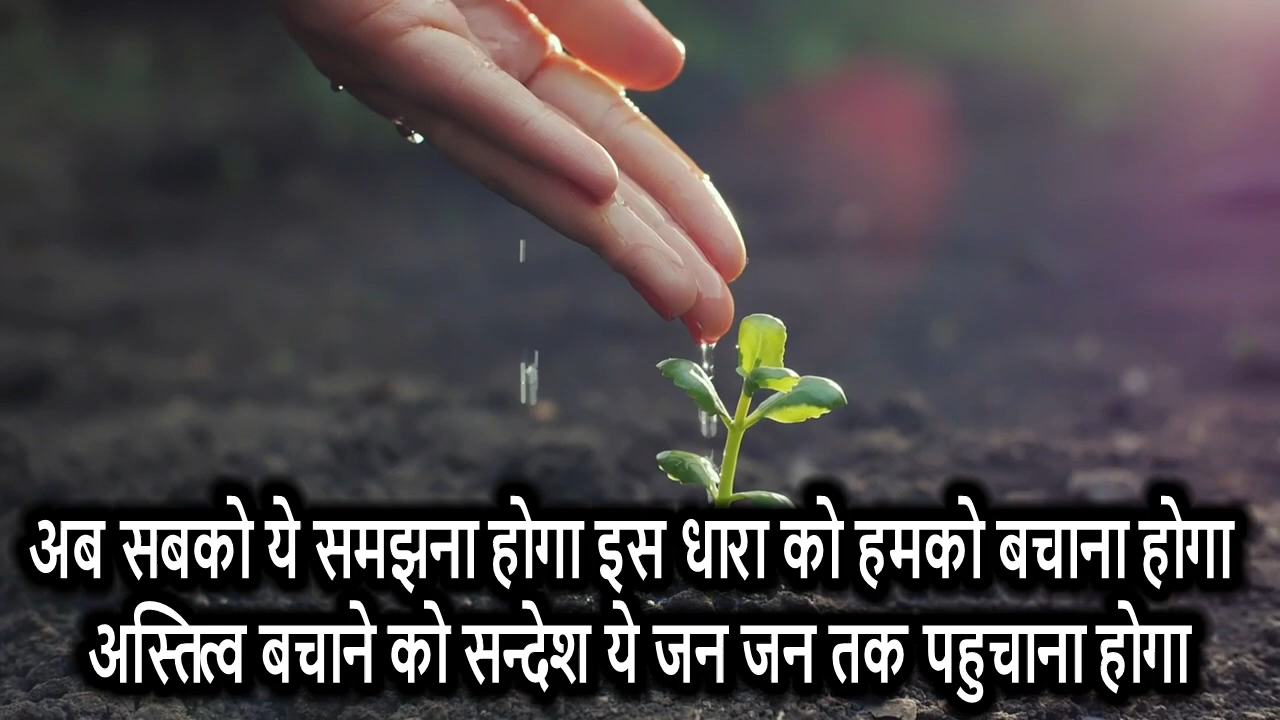 अब सबको ये समझना होगा इस धारा को हमको बचाना होगा
अस्तित्व बचाने को सन्देश ये जन जन तक पहुचाना होगा